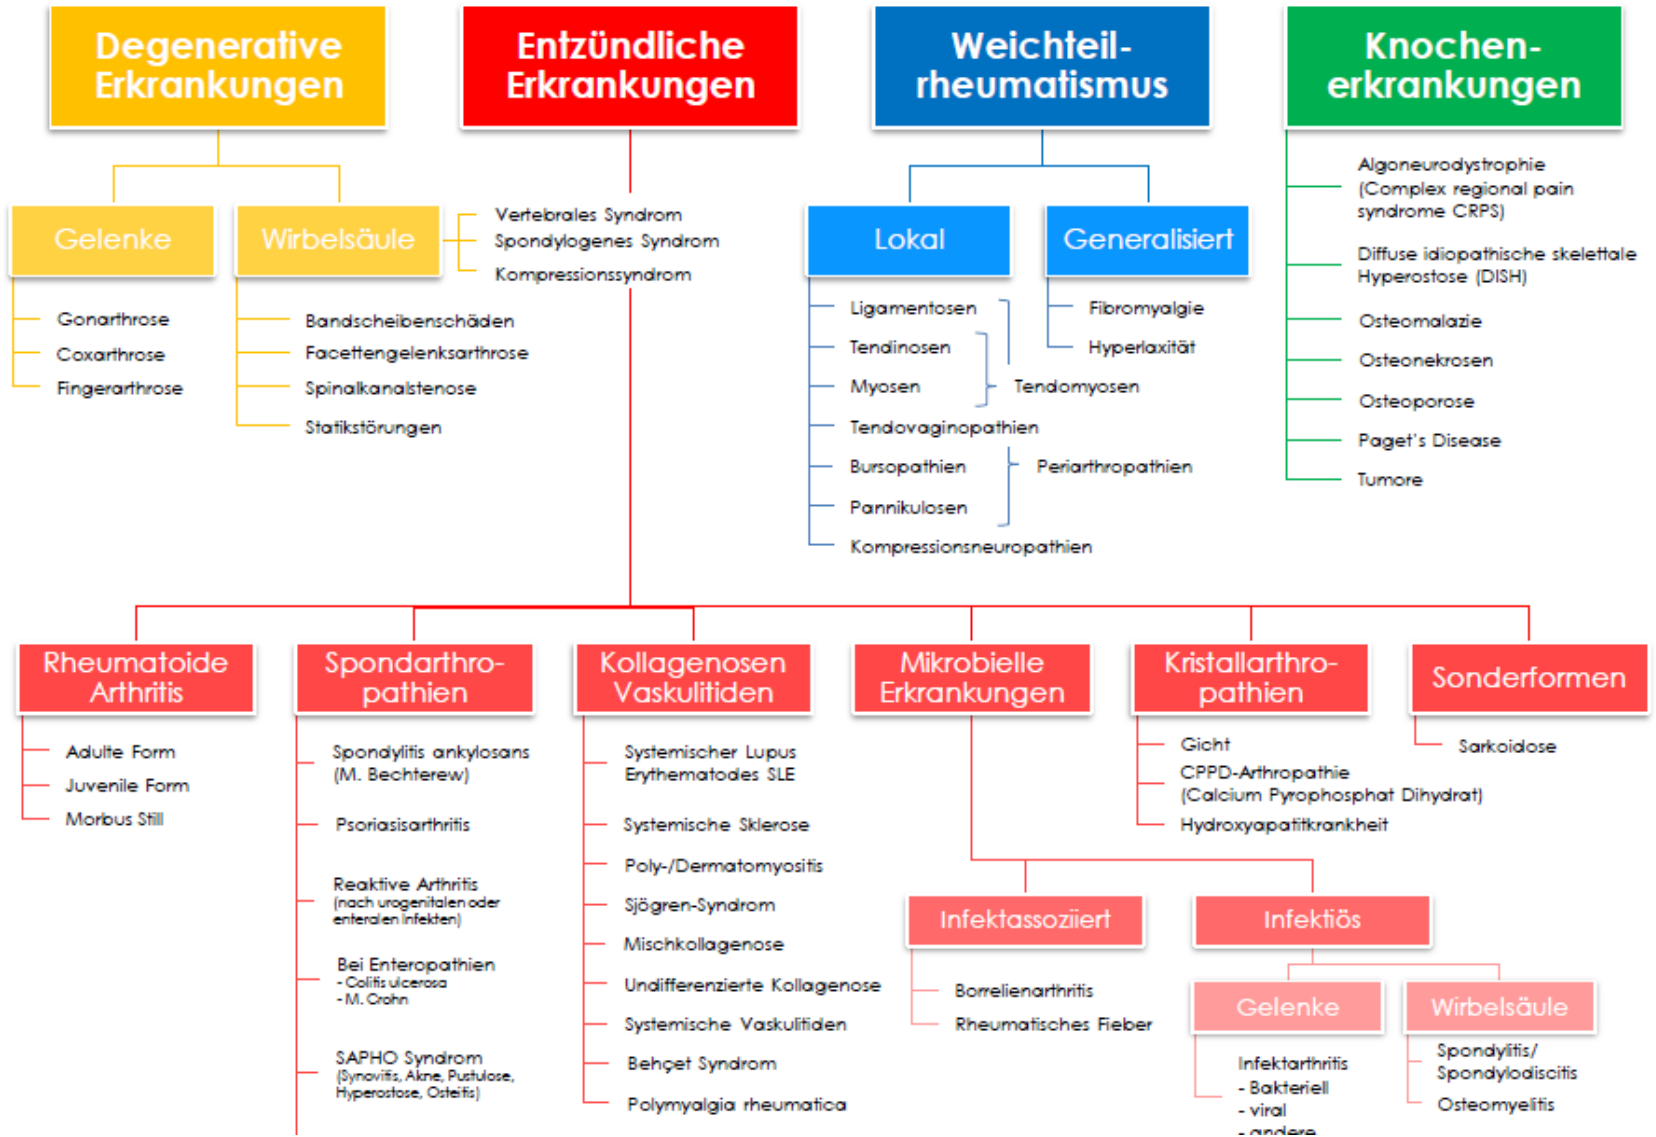 Degenerative
Erkrankungen
Entzündliche
Erkrankungen
Weichteil-
rheumatismus
Knochen-
erkrankungen
Gelenke
Gonarthrose
Coxarthrose
Fingerarthrose
Wirbelsäule
Vertebrales Syndrom
Spondylogenes Syndrom
Kompressionssyndrom
Bandscheibenschäden
Facettengelenksarthrose
Spinalkanalstenose
Statikstörungen
Lokal
Ligamentosen
Tendinosen
Myosen
Tendomyosen
Tendovaginopathien
Bursopathien
Periarthropathien
Pannikulosen
Kompressionsneuropathien
Generalisiert
Fibromyalgie
Hyperlaxität
Algoneurodystrophie
(Complex regional pain
syndrome CRPS)
Diffuse idiopathische skelettale
Hyperostose (DISH)
Osteomalazie
Osteonekrosen
Osteoporose
Paget's Disease
Tumore
Rheumatoide
Arthritis
Adulte Form
Juvenile Form
Morbus Still
Spondarthro-
pathien
Spondylitis ankylosans
(M. Bechterew)
Psoriasisarthritis
Reaktive Arthritis
(nach urogenitalen oder
enteralen Infekten)
Bei Enteropathien
- Colitis ulcerosa
- M. Crohn
SAPHO Syndrom
(Synovitis, Akne, Pustulose,
Hyperostose, Osteitis)
Kollagenosen
Vaskulitiden
Systemischer Lupus
Erythematodes SLE
Systemische Sklerose
Poly-/Dermatomyositis
Sjögren-Syndrom
Mischkollagenose
Undifferenzierte Kollagenose
Systemische Vaskulitiden
Behçet Syndrom
Polymyalgia rheumatica
Mikrobielle
Erkrankungen
Infektassoziiert
Borrelienarthritis
Rheumatisches Fieber
Infektiös
Gelenke
Infektarthritis
- Bakteriell
- viral
- andere
Wirbelsäule
Spondylitis/
Spondylodiscitis
Osteomyelitis
Kristallarthro-
pathien
Gicht
CPPD-Arthropathie
(Calcium Pyrophosphat Dihydrat)
Hydroxyapatitkrankheit
Sonderformen
Sarkoidose